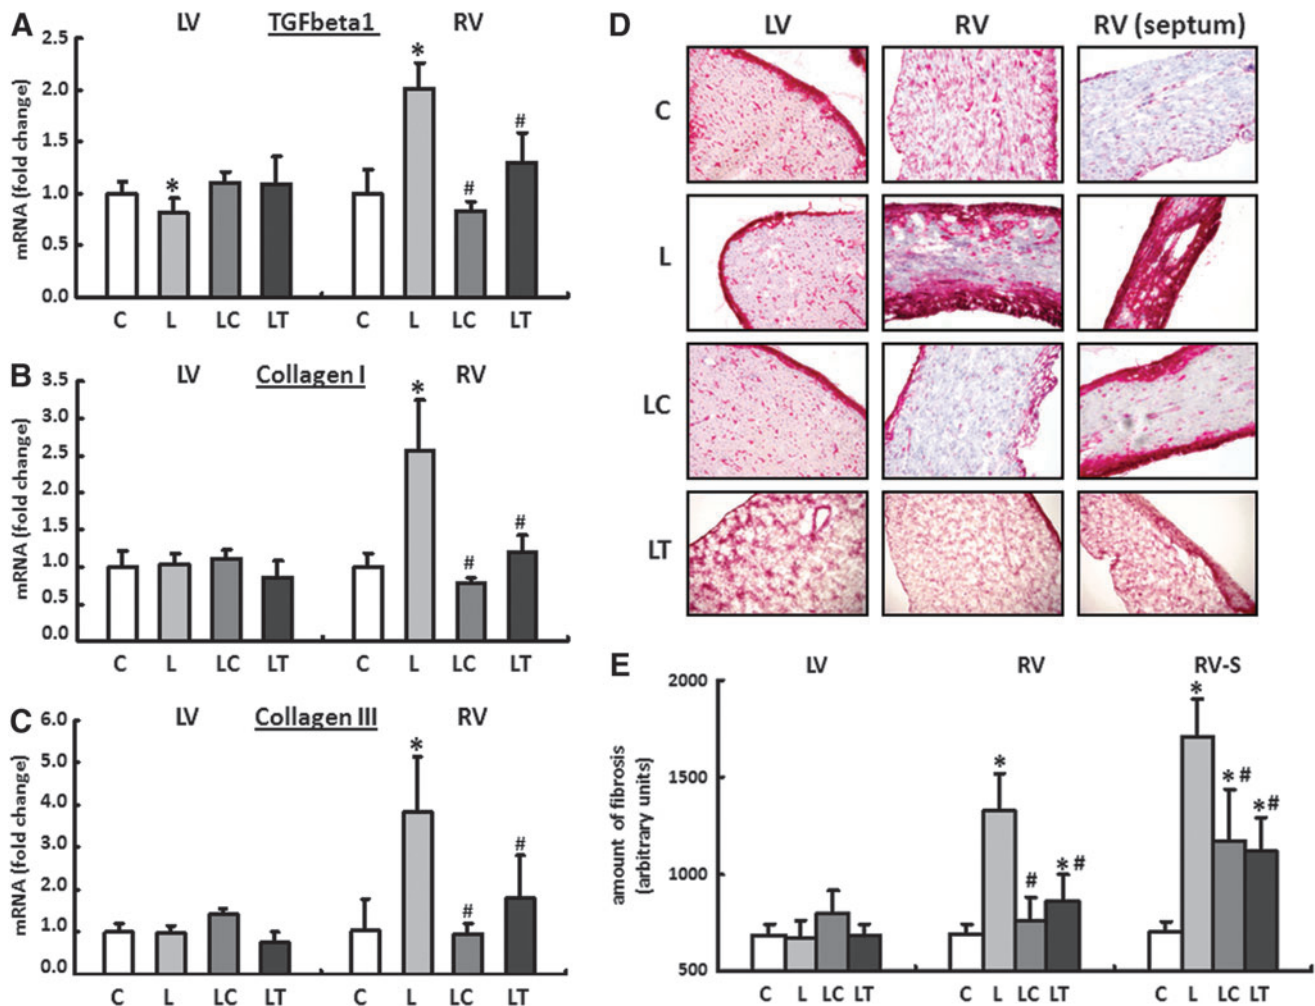 A
LV TGFbeta1 RV
mRNA (fold change)
2.5
2.0
1.5
1.0
0.5
0.0
*
*
#
#
C L LC LT C L LC LT
B
LV Collagen I RV
mRNA (fold change)
3.5
3.0
2.5
2.0
1.5
1.0
0.5
0.0
*
#
#
C L LC LT C L LC LT
C
LV Collagen III RV
mRNA (fold change)
6.0
5.0
4.0
3.0
2.0
1.0
0.0
*
#
#
C L LC LT C L LC LT
D
LV RV RV (septum)
C
L
LC
LT
E
LV RV RV-S
amount of fibrosis
(arbitrary units)
2000
1500
1000
500
*
#
*#
*
*#
*#
C L LC LT C L LC LT C L LC LT